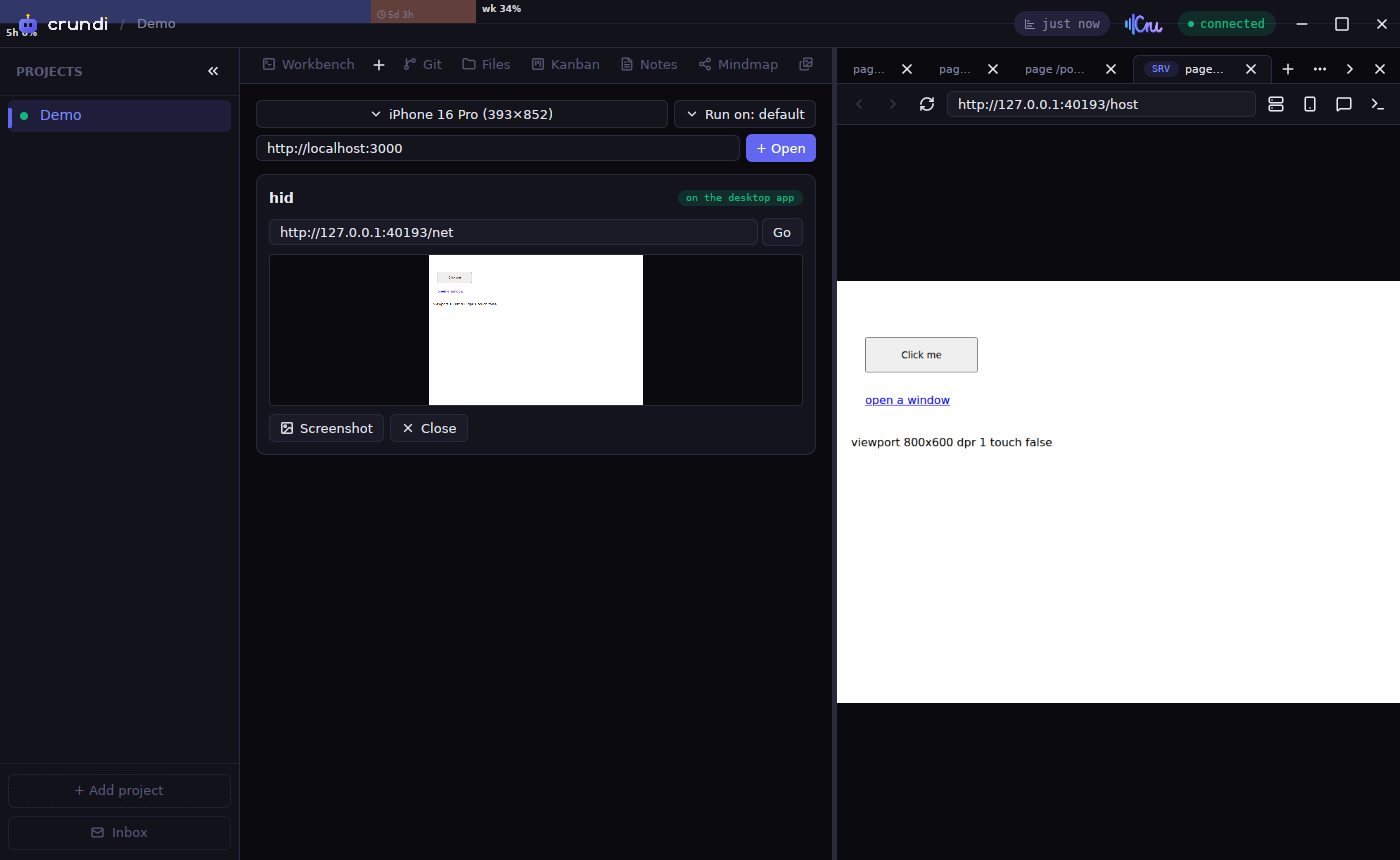 5d 3h
wk 34%
crundi / Demo
just now
Cru
connected
PROJECTS
Demo
+ Add project
Inbox
Workbench
Git
Files
Kanban
Notes
Mindmap
iPhone 16 Pro (393×852)
Run on: default
http://localhost:3000
+ Open
hid
on the desktop app
http://127.0.0.1:40193/net
Go
Screenshot
Close
pag...
pag...
page /po...
SRV page...
http://127.0.0.1:40193/host
Click me
open a window
viewport 800x600 dpr 1 touch false